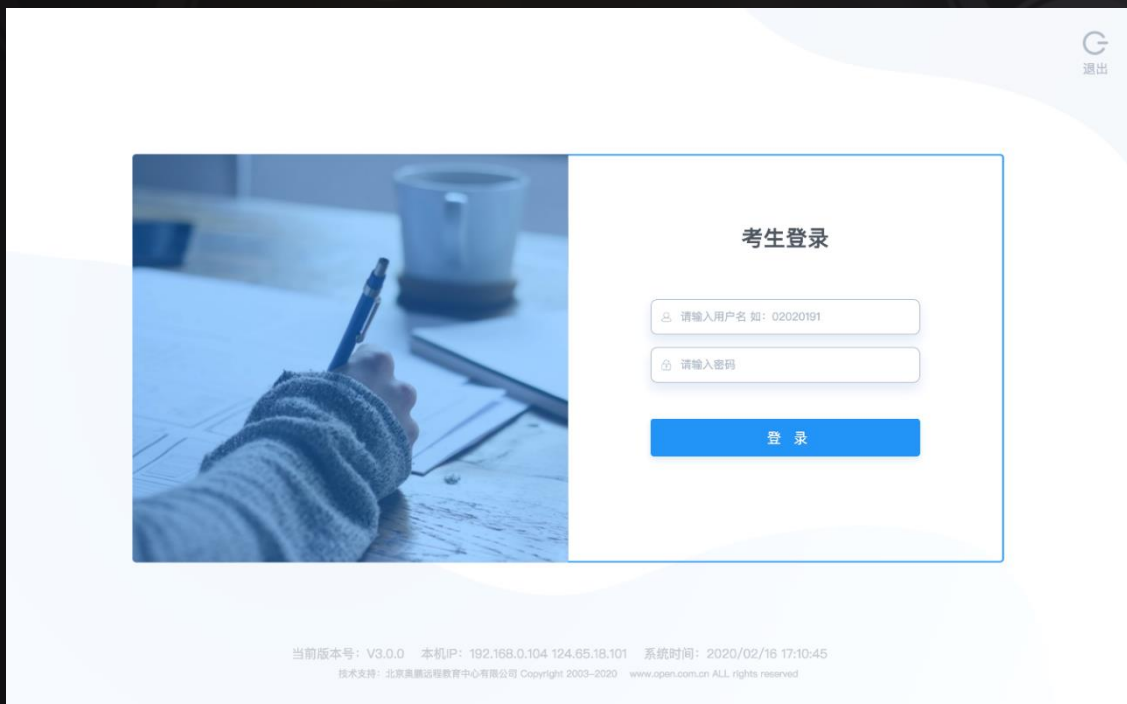 退出
考生登录
请输入用户名 如：02020191
请输入密码
登 录
当前版本号：V3.0.0 本机IP：192.168.0.104 124.65.18.101 系统时间：2020/02/16 17:10:45
技术支持：北京奥鹏远程教育中心有限公司 Copyright 2003-2020 www.open.com.cn ALL rights reserved